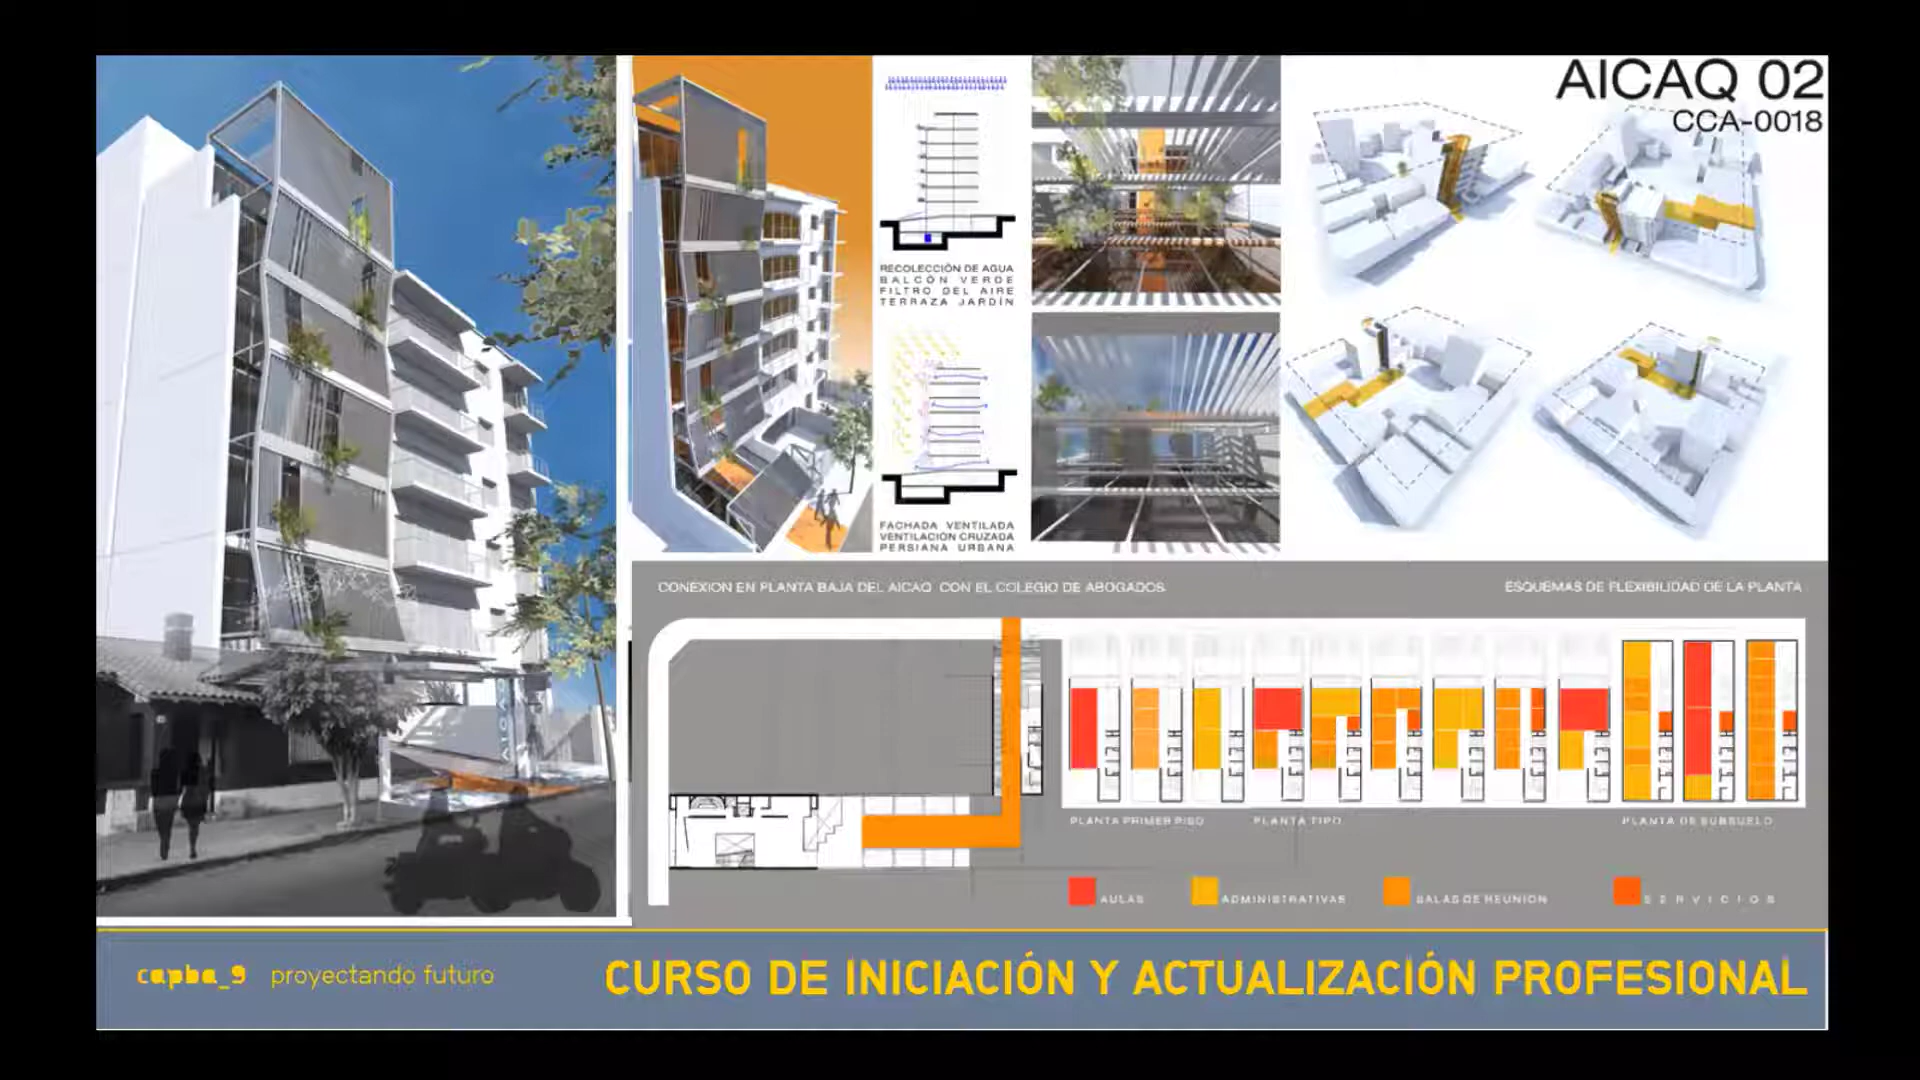 AICAQ 02
CCA-0018
RECOLECCIÓN DE AGUA
BALCÓN VERDE
FILTRO DEL AIRE
TERRAZA JARDÍN
FACHADA VENTILADA
VENTILACIÓN CRUZADA
PERSIANA URBANA
AICAQ
CONEXION EN PLANTA BAJA DEL AICAQ CON EL COLEGIO DE ABOGADOS
ESQUEMAS DE FLEXIBILIDAD DE LA PLANTA
PLANTA PRIMER PISO
PLANTA TIPO
PLANTA DE SUBSUELO
AULAS
ADMINISTRATIVAS
SALAS DE REUNION
SERVICIOS
capba_9 proyectando futuro
CURSO DE INICIACIÓN Y ACTUALIZACIÓN PROFESIONAL